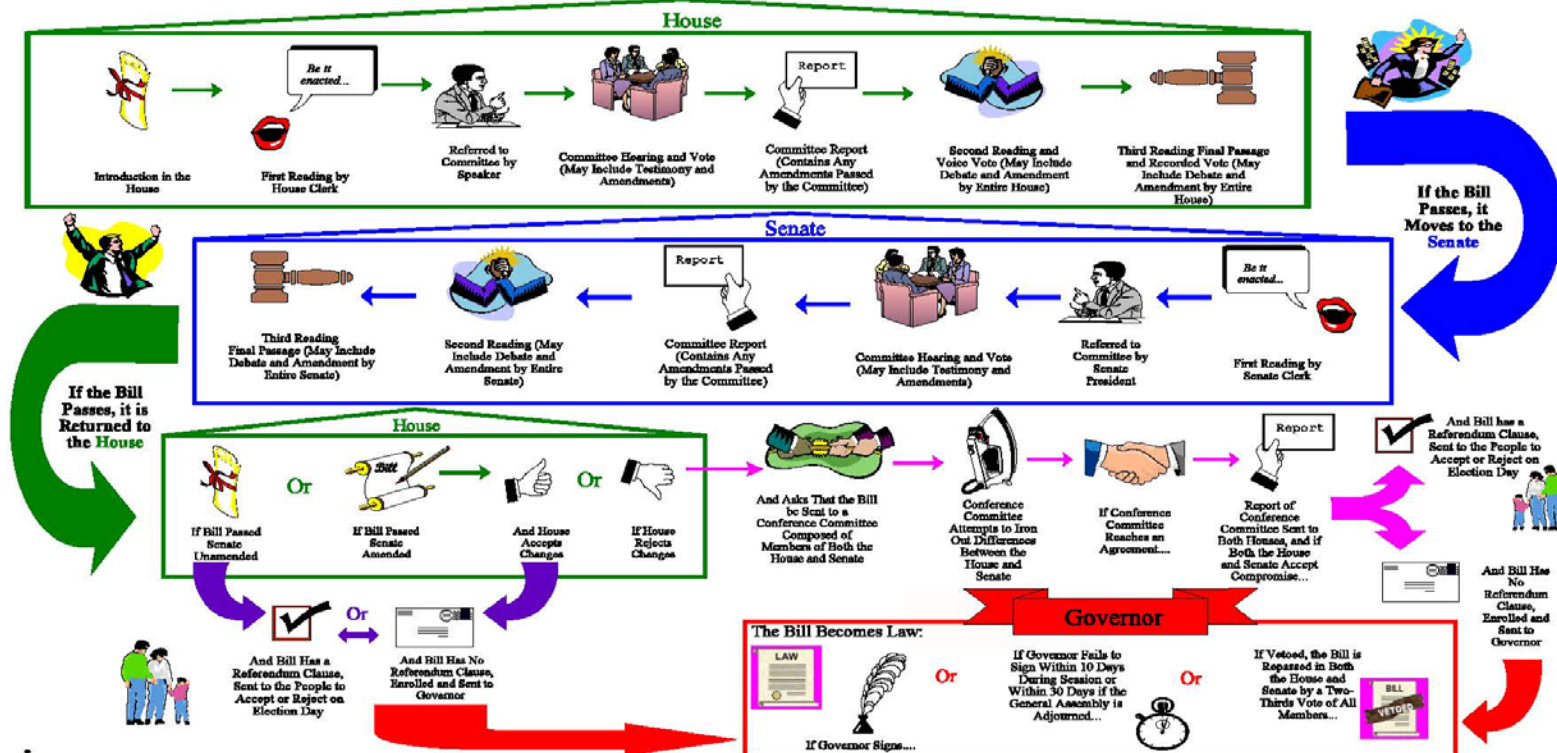 House
Be it
enacted...
Report
Introduction in the
House
First Reading by
House Clerk
Referred to
Committee by
Speaker
Committee Hearing and Vote
(May Include Testimony and
Amendments)
Committee Report
(Contains Any
Amendments Passed
by the Committee)
Second Reading and
Voice Vote (May Include
Debate and Amendment
by Entire House)
Third Reading Final Passage
and Recorded Vote (May
Include Debate and
Amendment by Entire
House)
If the Bill
Passes, it
Moves to the
Senate
Senate
Report
Be it
enacted...
Third Reading
Final Passage (May Include
Debate and Amendment by
Entire Senate)
Second Reading (May
Include Debate and
Amendment by Entire
Senate)
Committee Report
(Contains Any
Amendments Passed
by the Committee)
Committee Hearing and Vote
(May Include Testimony and
Amendments)
Referred to
Committee by
Senate
President
First Reading by
Senate Clerk
If the Bill
Passes, it is
Returned to
the House
House
Bill
Or
Or
If Bill Passed
Senate
Unamended
If Bill Passed
Senate
Amended
And House
Accepts
Changes
If House
Rejects
Changes
And Asks That the Bill
be Sent to a
Conference Committee
Composed of
Members of Both the
House and Senate
Conference
Committee
Attempts to Iron
Out Differences
Between the
House and
Senate
If Conference
Committee
Reaches an
Agreement....
Report
Report of
Conference
Committee Sent to
Both Houses, and if
Both the House
and Senate Accept
Compromise...
And Bill has a
Referendum Clause,
Sent to the People to
Accept or Reject on
Election Day
And Bill Has
No
Referendum
Clause,
Enrolled and
Sent to
Governor
Or
And Bill Has a
Referendum Clause,
Sent to the People to
Accept or Reject on
Election Day
And Bill Has No
Referendum Clause,
Enrolled and Sent to
Governor
Governor
The Bill Becomes Law:
LAW
If Governor Signs....
Or
If Governor Fails to
Sign Within 10 Days
During Session or
Within 30 Days if the
General Assembly is
Adjourned...
Or
If Vetoed, the Bill is
Repassed in Both
the House and
Senate by a Two-
Thirds Vote of All
Members...
BILL
VETOED